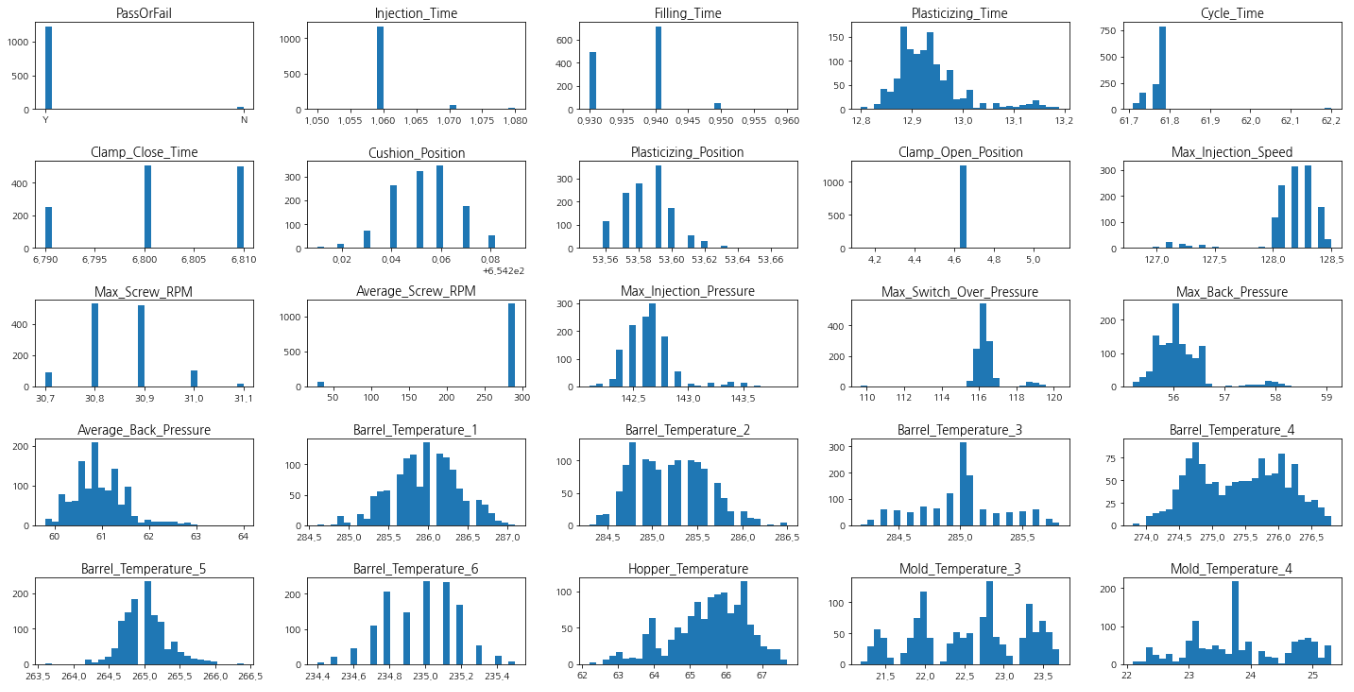 PassOrFail
Injection_Time
Filling_Time
Plasticizing_Time
Cycle_Time
1000
500
0
Y N
1000
500
0
1,050 1,055 1,060 1,065 1,070 1,075 1,080
600
400
200
0
0,930 0,935 0,940 0,945 0,950 0,955 0,960
150
100
50
0
12,8 12,9 13,0 13,1 13,2
750
500
250
0
61,7 61,8 61,9 62,0 62,1 62,2
Clamp_Close_Time
Cushion_Position
Plasticizing_Position
Clamp_Open_Position
Max_Injection_Speed
400
200
0
6,790 6,795 6,800 6,805 6,810
300
200
100
0
0,02 0,04 0,06 0,08
+6,542e2
300
200
100
0
53,56 53,58 53,60 53,62 53,64 53,66
1000
500
0
4,2 4,4 4,6 4,8 5,0
300
200
100
0
127,0 127,5 128,0 128,5
Max_Screw_RPM
Average_Screw_RPM
Max_Injection_Pressure
Max_Switch_Over_Pressure
Max_Back_Pressure
400
200
0
30,7 30,8 30,9 31,0 31,1
1000
500
0
50 100 150 200 250 300
300
200
100
0
142,5 143,0 143,5
400
200
0
110 112 114 116 118 120
200
100
0
56 57 58 59
Average_Back_Pressure
Barrel_Temperature_1
Barrel_Temperature_2
Barrel_Temperature_3
Barrel_Temperature_4
200
100
0
60 61 62 63 64
100
50
0
284,5 285,0 285,5 286,0 286,5 287,0
100
50
0
284,5 285,0 285,5 286,0 286,5
300
200
100
0
284,5 285,0 285,5
75
50
25
0
274,0 274,5 275,0 275,5 276,0 276,5
Barrel_Temperature_5
Barrel_Temperature_6
Hopper_Temperature
Mold_Temperature_3
Mold_Temperature_4
200
100
0
263,5 264,0 264,5 265,0 265,5 266,0 266,5
200
100
0
234,4 234,6 234,8 235,0 235,2 235,4
100
50
0
62 63 64 65 66 67
100
50
0
21,5 22,0 22,5 23,0 23,5
200
100
0
22 23 24 25